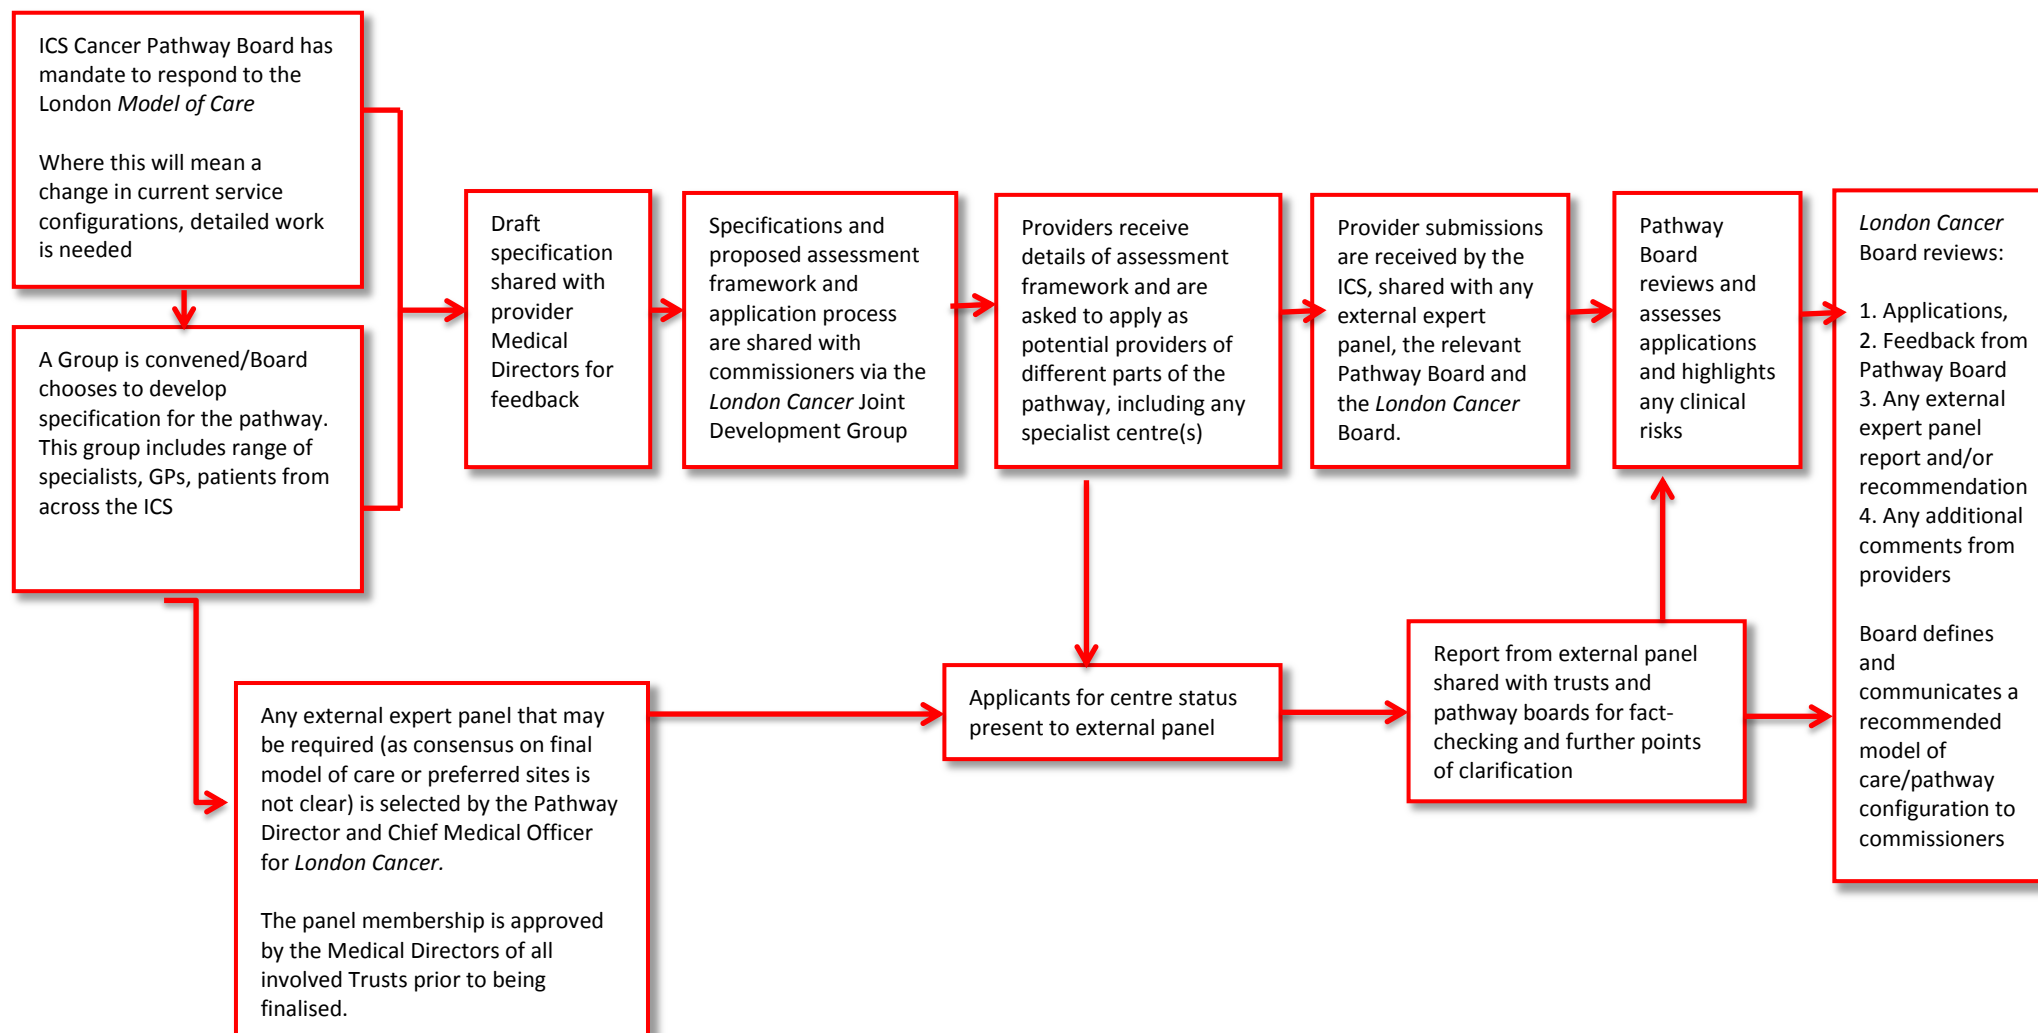 ICS Cancer Pathway Board has
mandate to respond to the
London Model of Care
Where this will mean a
change in current service
configurations, detailed work
is needed
A Group is convened/Board
chooses to develop
specification for the pathway.
This group includes range of
specialists, GPs, patients from
across the ICS
Draft
specification
shared with
provider
Medical
Directors for
feedback
Specifications and
proposed assessment
framework and
application process
are shared with
commissioners via the
London Cancer Joint
Development Group
Providers receive
details of assessment
framework and are
asked to apply as
potential providers of
different parts of the
pathway, including any
specialist centre(s)
Provider submissions
are received by the
ICS, shared with any
external expert
panel, the relevant
Pathway Board and
the London Cancer
Board.
Pathway
Board
reviews and
assesses
applications
and highlights
any clinical
risks
London Cancer
Board reviews:
1. Applications,
2. Feedback from
Pathway Board
3. Any external
expert panel
report and/or
recommendation
4. Any additional
comments from
providers
Board defines
and
communicates a
recommended
model of
care/pathway
configuration to
commissioners
Any external expert panel that may
be required (as consensus on final
model of care or preferred sites is
not clear) is selected by the Pathway
Director and Chief Medical Officer
for London Cancer.
The panel membership is approved
by the Medical Directors of all
involved Trusts prior to being
finalised.
Applicants for centre status
present to external panel
Report from external panel
shared with trusts and
pathway boards for fact-
checking and further points
of clarification